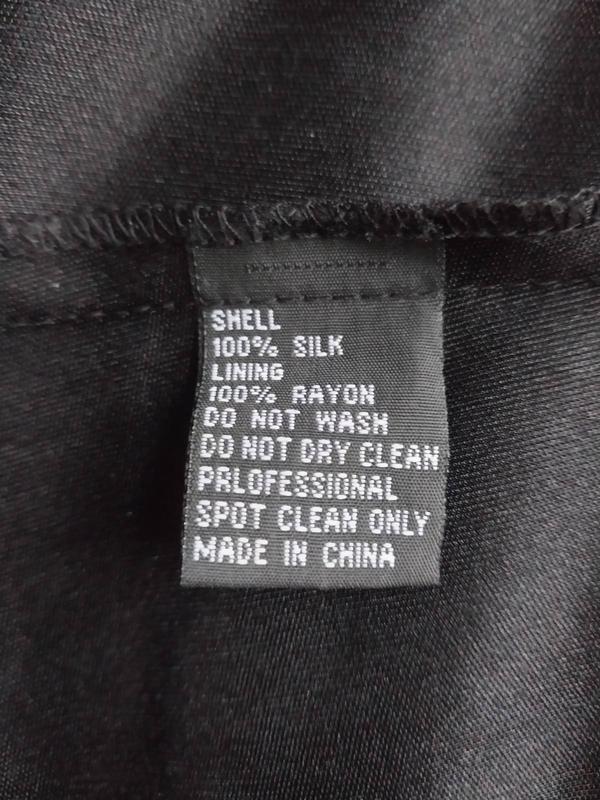 SHELL
100% SILK
LINING
100% RAYON
DO NOT WASH
DO NOT DRY CLEAN
PRLOFESSIONAL
SPOT CLEAN ONLY
MADE IN CHINA